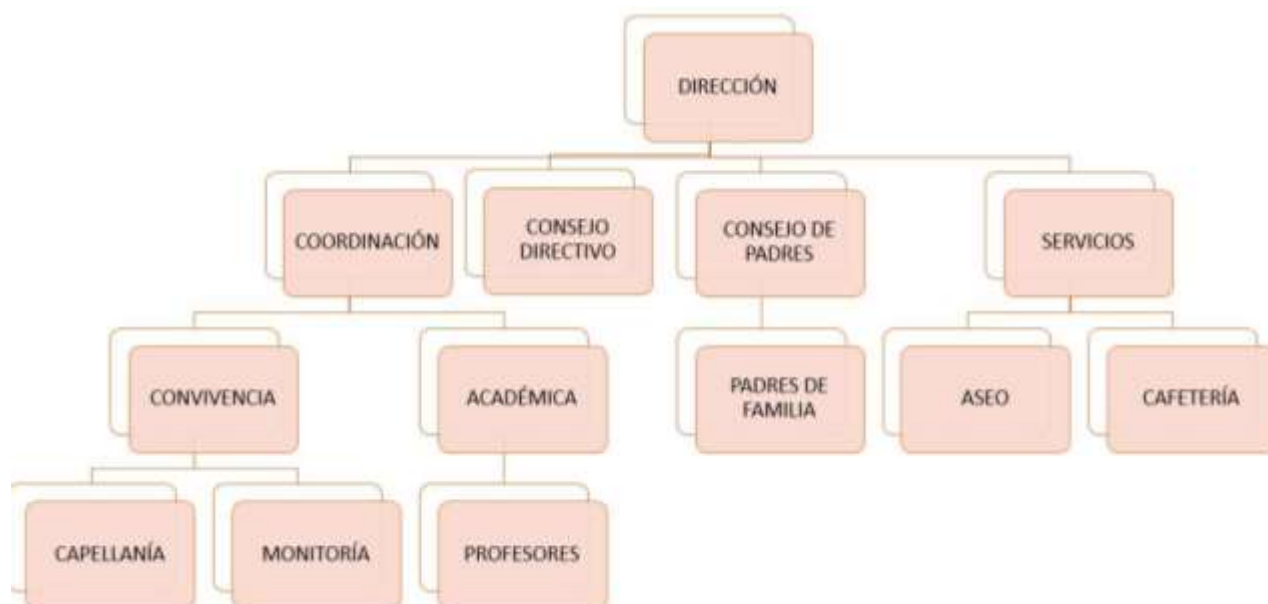 DIRECCIÓN
COORDINACIÓN
CONSEJO
DIRECTIVO
CONSEJO DE
PADRES
SERVICIOS
CONVIVENCIA
ACADÉMICA
PADRES DE
FAMILIA
ASEO
CAFETERÍA
CAPELLANÍA
MONITORÍA
PROFESORES